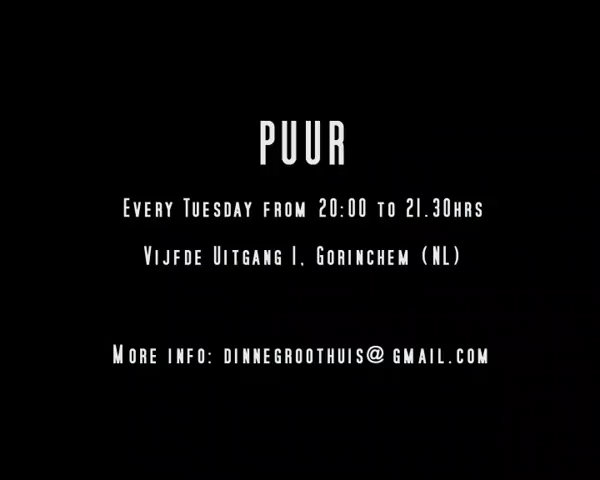 PUUR
Every Tuesday from 20:00 to 21.30hrs
Vijfde Uitgang 1, Gorinchem (NL)
More info: dinnegroothuis@gmail.com